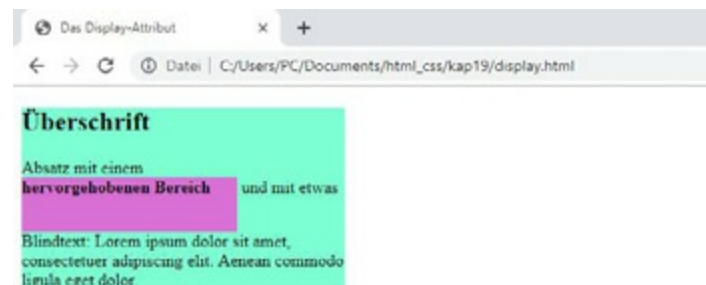 Das Display-Attribut
Datei | C:/Users/PC/Documents/html_css/kap19/display.html
Überschrift
Absatz mit einem
hervorgehobenen Bereich und mit etwas
Blindtext: Lorem ipsum dolor sit amet,
consectetuer adipiscing elit. Aenean commodo
ligula eget dolor.